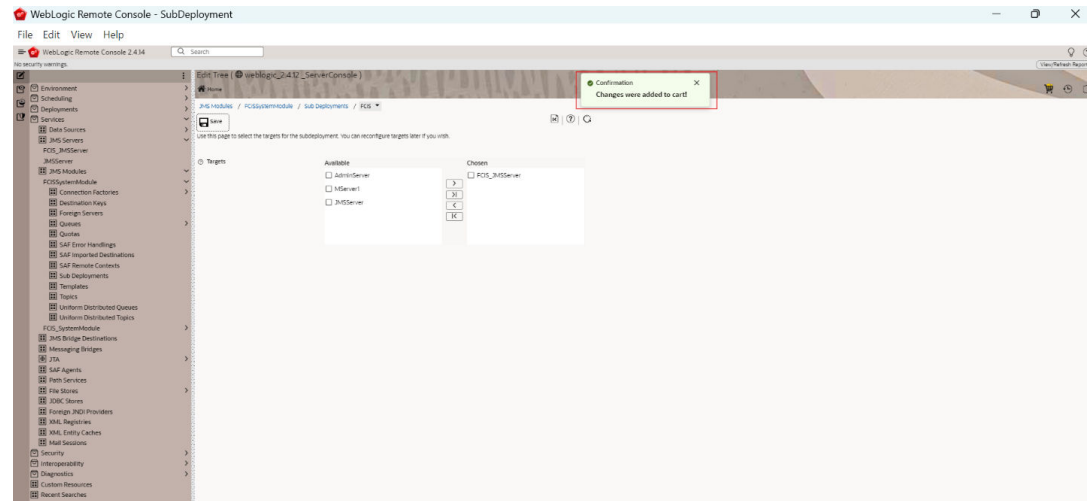 WebLogic Remote Console - SubDeployment
File Edit View Help
WebLogic Remote Console 2.4.14
Search
No security warnings.
View/Refresh Report
Edit Tree ( weblogic_2.4.12_ServerConsole )
Home
Confirmation
Changes were added to cart!
JMS Modules / FCISSystemModule / Sub Deployments / FCIS
Save
Use this page to select the targets for the subdeployment. You can reconfigure targets later if you wish.
Targets
Available
Chosen
AdminServer
MServer1
JMSServer
FCIS_JMSServer
Environment
Scheduling
Deployments
Services
Data Sources
JMS Servers
FCIS_JMSServer
JMSServer
JMS Modules
FCISSystemModule
Connection Factories
Destination Keys
Foreign Servers
Queues
Quotas
SAF Error Handlings
SAF Imported Destinations
SAF Remote Contexts
Sub Deployments
Templates
Topics
Uniform Distributed Queues
Uniform Distributed Topics
FCIS_SystemModule
JMS Bridge Destinations
Messaging Bridges
JTA
SAF Agents
Path Services
File Stores
JDBC Stores
Foreign JNDI Providers
XML Registries
XML Entity Caches
Mail Sessions
Security
Interoperability
Diagnostics
Custom Resources
Recent Searches